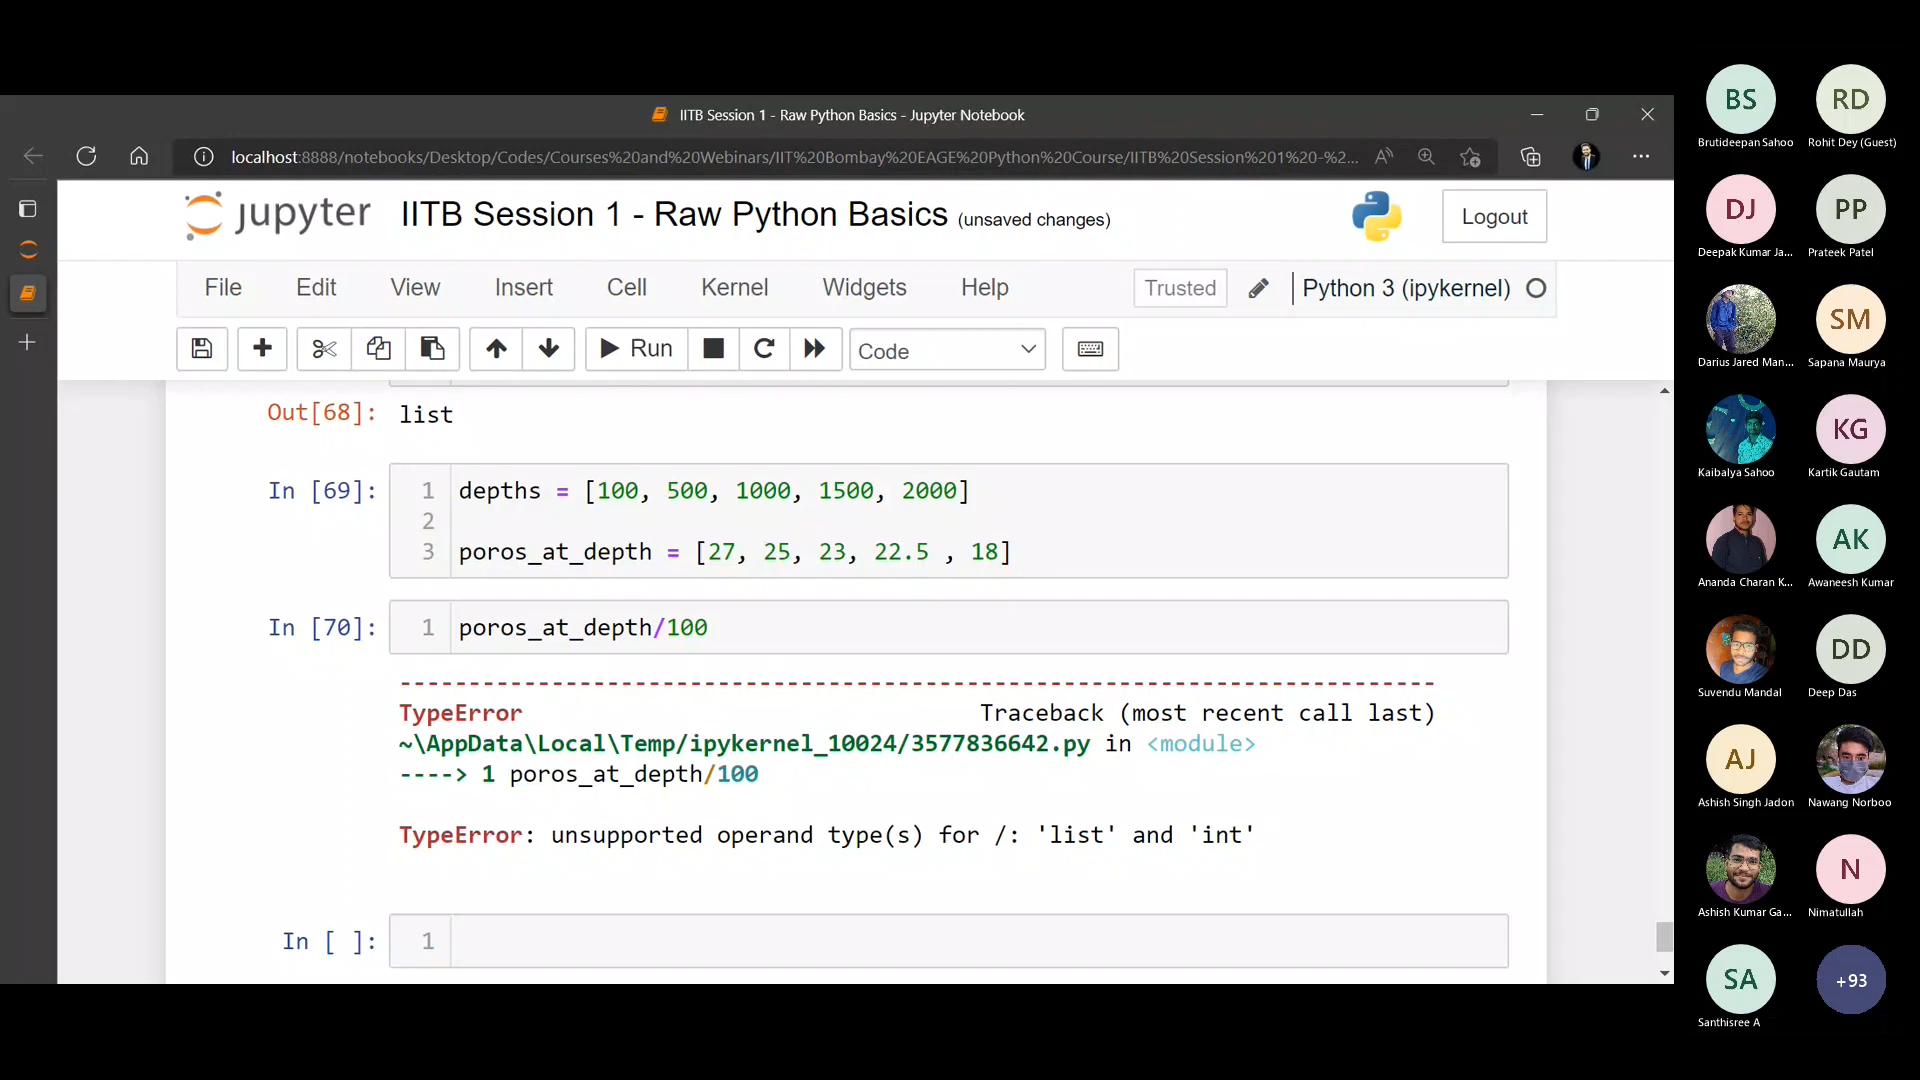 IITB Session 1 - Raw Python Basics - Jupyter Notebook
localhost:8888/notebooks/Desktop/Codes/Courses%20and%20Webinars/IIT%20Bombay%20EAGE%20Python%20Course/IITB%20Session%201%20-%2...
jupyter IITB Session 1 - Raw Python Basics (unsaved changes)
Logout
File Edit View Insert Cell Kernel Widgets Help Trusted Python 3 (ipykernel)
Run Code
Out[68]: list
In [69]: 1 depths = [100, 500, 1000, 1500, 2000]
2
3 poros_at_depth = [27, 25, 23, 22.5 , 18]
In [70]: 1 poros_at_depth/100
---------------------------------------------------------------------------
TypeError Traceback (most recent call last)
~\AppData\Local\Temp/ipykernel_10024/3577836642.py in <module>
----> 1 poros_at_depth/100
TypeError: unsupported operand type(s) for /: 'list' and 'int'
In [ ]: 1
BS RD
Brutideepan Sahoo Rohit Dey (Guest)
DJ PP
Deepak Kumar Ja... Prateek Patel
SM
Darius Jared Man... Sapana Maurya
KG
Kaibalya Sahoo Kartik Gautam
AK
Ananda Charan K... Awaneesh Kumar
DD
Suvendu Mandal Deep Das
AJ
Ashish Singh Jadon Nawang Norboo
N
Ashish Kumar Ga... Nimatullah
SA +93
Santhisree A